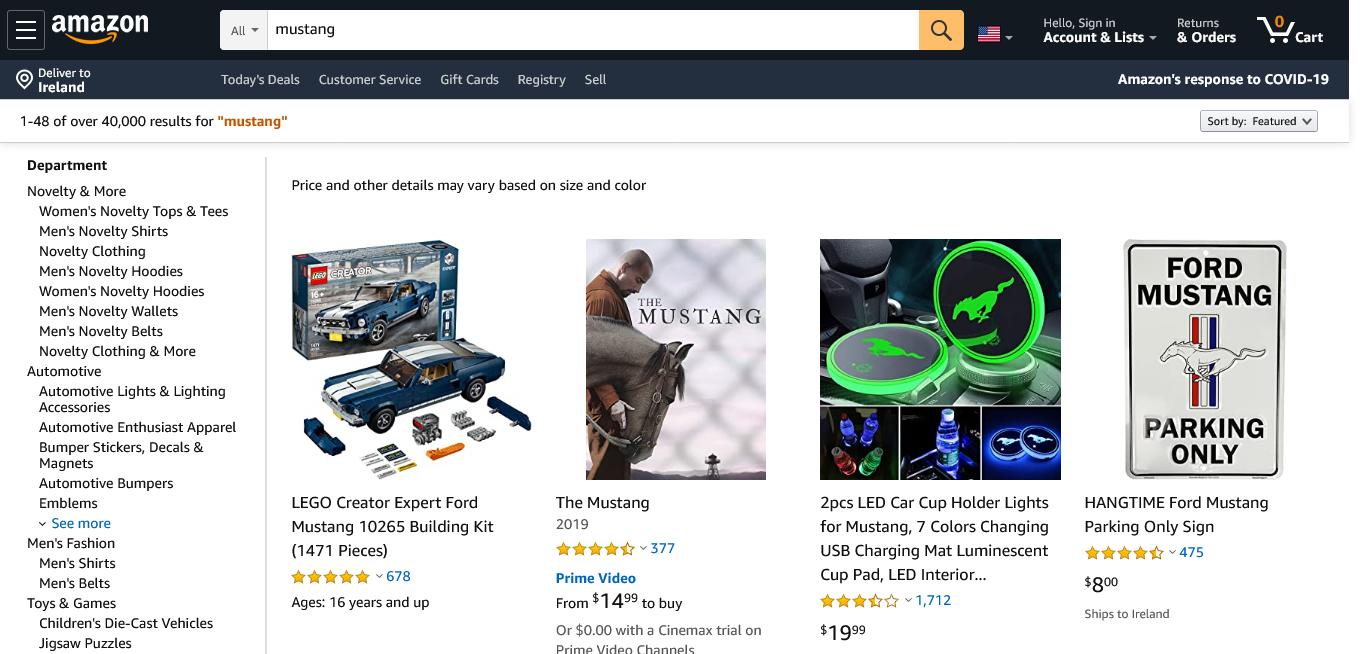 amazon
All
mustang
Hello, Sign in
Account & Lists
Returns
& Orders
0
Cart
Deliver to
Ireland
Today's Deals
Customer Service
Gift Cards
Registry
Sell
Amazon's response to COVID-19
1-48 of over 40,000 results for "mustang"
Sort by: Featured
Department
Novelty & More
Women's Novelty Tops & Tees
Men's Novelty Shirts
Novelty Clothing
Men's Novelty Hoodies
Women's Novelty Hoodies
Men's Novelty Wallets
Men's Novelty Belts
Novelty Clothing & More
Automotive
Automotive Lights & Lighting
Accessories
Automotive Enthusiast Apparel
Bumper Stickers, Decals &
Magnets
Automotive Bumpers
Emblems
See more
Men's Fashion
Men's Shirts
Men's Belts
Toys & Games
Children's Die-Cast Vehicles
Jigsaw Puzzles
Price and other details may vary based on size and color
LEGO
CREATOR
16+
LEGO Creator Expert Ford
Mustang 10265 Building Kit
(1471 Pieces)
678
Ages: 16 years and up
THE
MUSTANG
The Mustang
2019
377
Prime Video
From $1499 to buy
Or $0.00 with a Cinemax trial on
Prime Video Channels
2pcs LED Car Cup Holder Lights
for Mustang, 7 Colors Changing
USB Charging Mat Luminescent
Cup Pad, LED Interior...
1,712
$1999
FORD
MUSTANG
PARKING
ONLY
HANGTIME Ford Mustang
Parking Only Sign
475
$800
Ships to Ireland